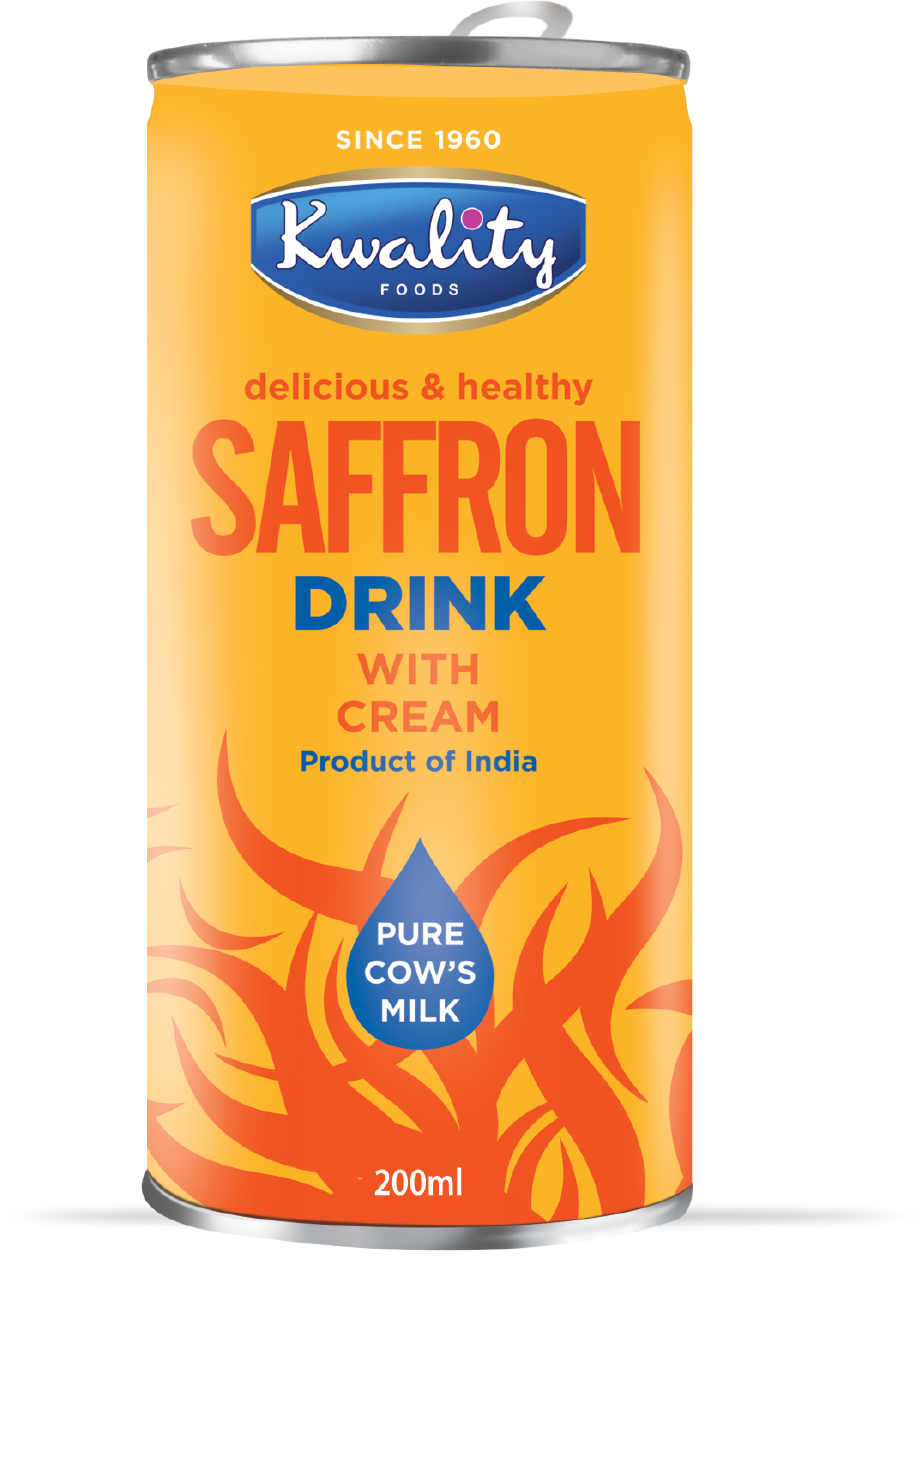 SINCE 1960
Kwality
FOODS
delicious & healthy
SAFFRON
DRINK
WITH
CREAM
Product of India
PURE
COW'S
MILK
200ml